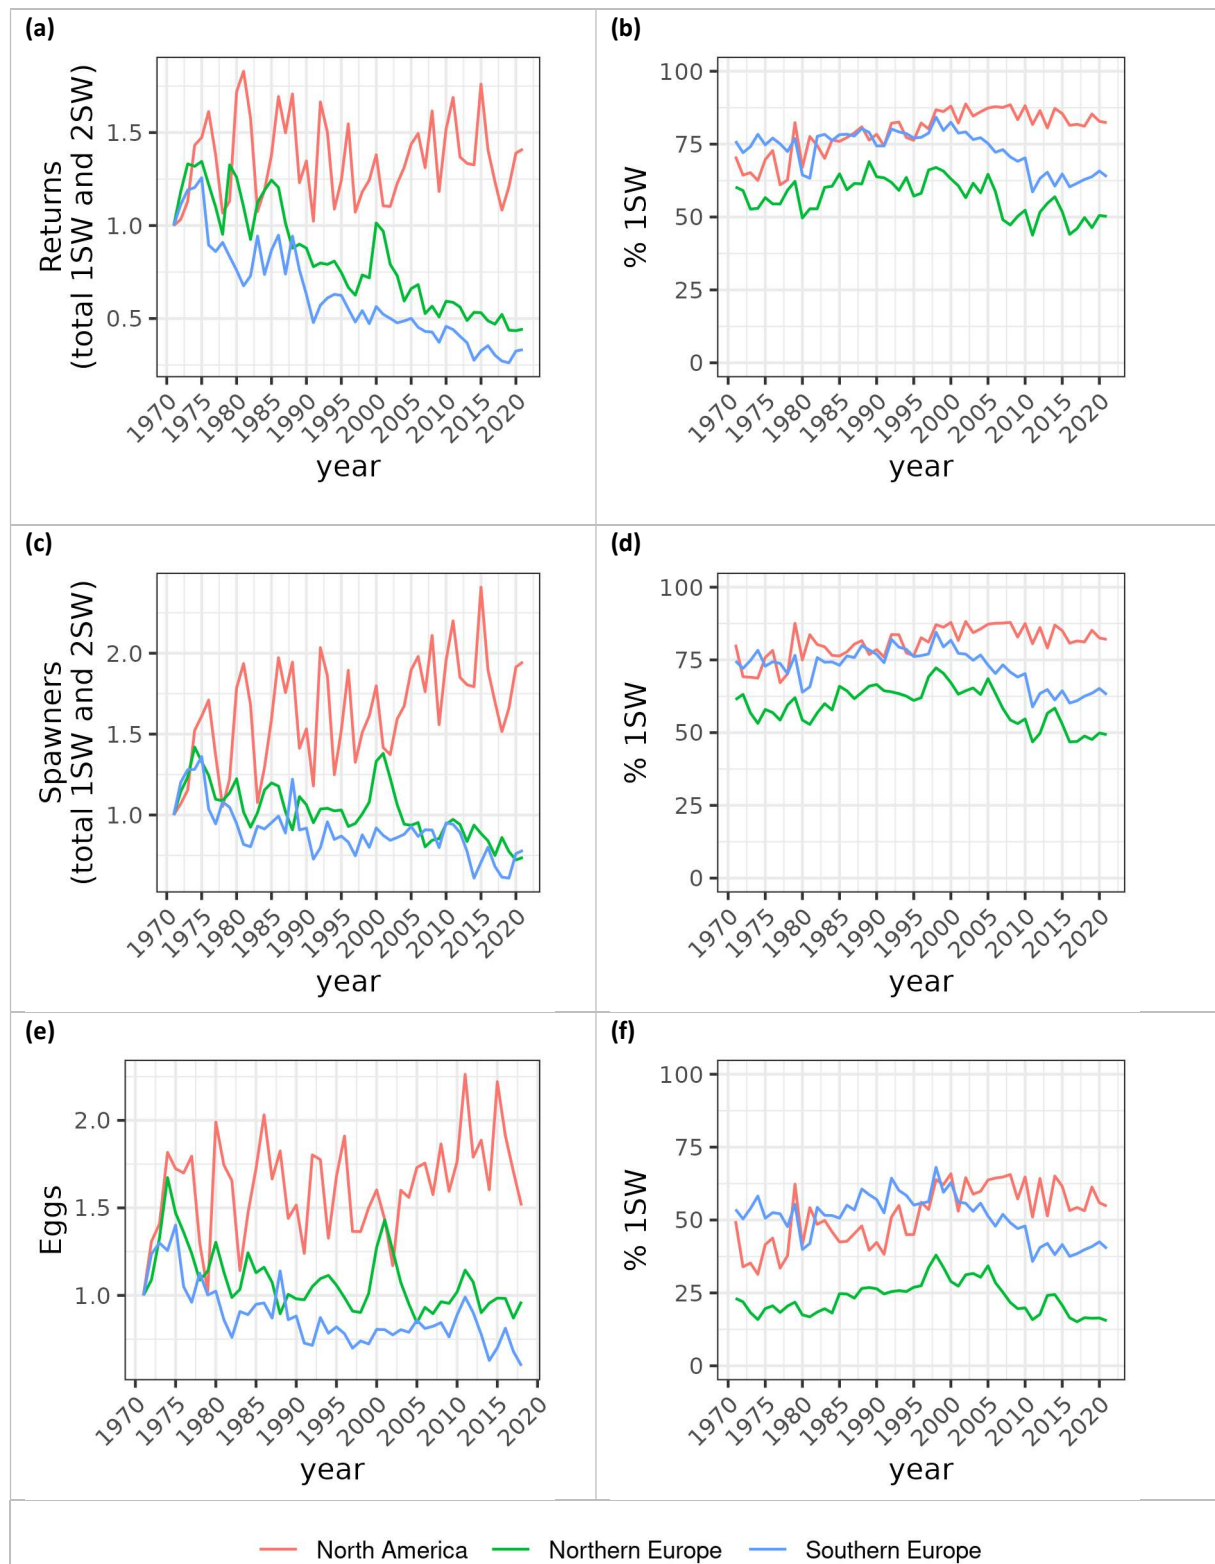 (a)
Returns
(total 1SW and 2SW)
1.5
1.0
0.5
1970 1975 1980 1985 1990 1995 2000 2005 2010 2015 2020
year
(b)
% 1SW
100
75
50
25
0
1970 1975 1980 1985 1990 1995 2000 2005 2010 2015 2020
year
(c)
Spawners
(total 1SW and 2SW)
2.0
1.5
1.0
1970 1975 1980 1985 1990 1995 2000 2005 2010 2015 2020
year
(d)
% 1SW
100
75
50
25
0
1970 1975 1980 1985 1990 1995 2000 2005 2010 2015 2020
year
(e)
Eggs
2.0
1.5
1.0
1970 1975 1980 1985 1990 1995 2000 2005 2010 2015 2020
year
(f)
% 1SW
100
75
50
25
0
1970 1975 1980 1985 1990 1995 2000 2005 2010 2015 2020
year
North America Northern Europe Southern Europe